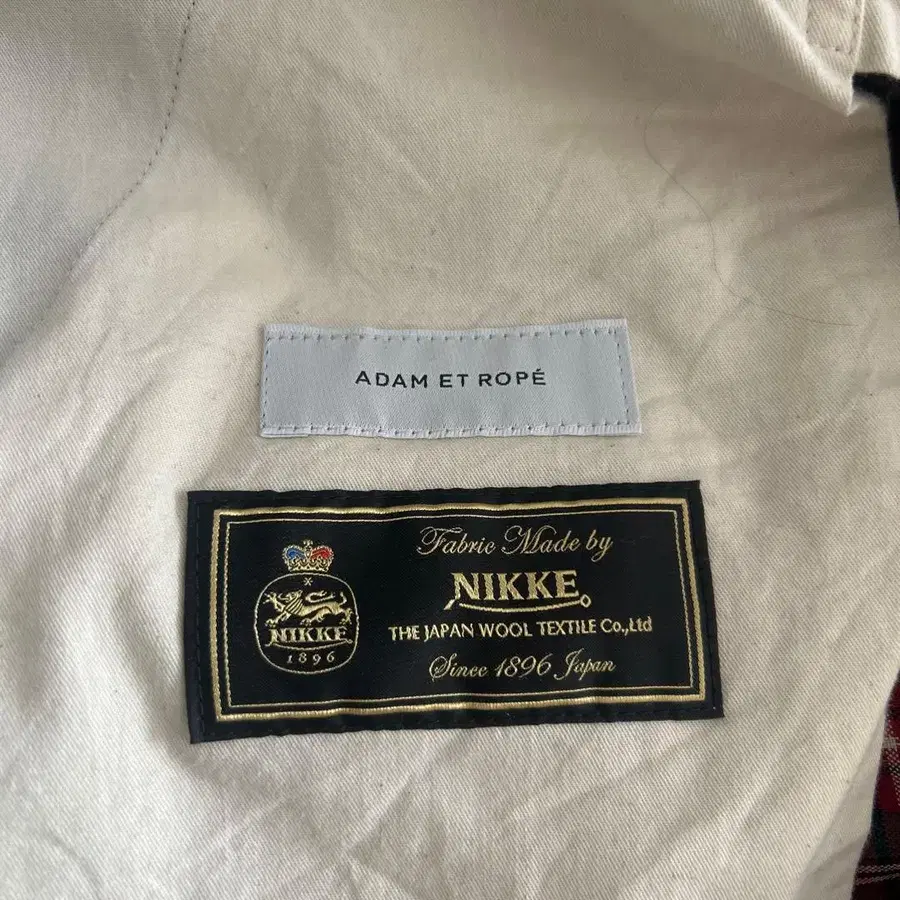 ADAM ET ROPÉ
Fabric Made by
NIKKE
THE JAPAN WOOL TEXTILE Co.,Ltd
Since 1896 Japan
NIKKE
1896